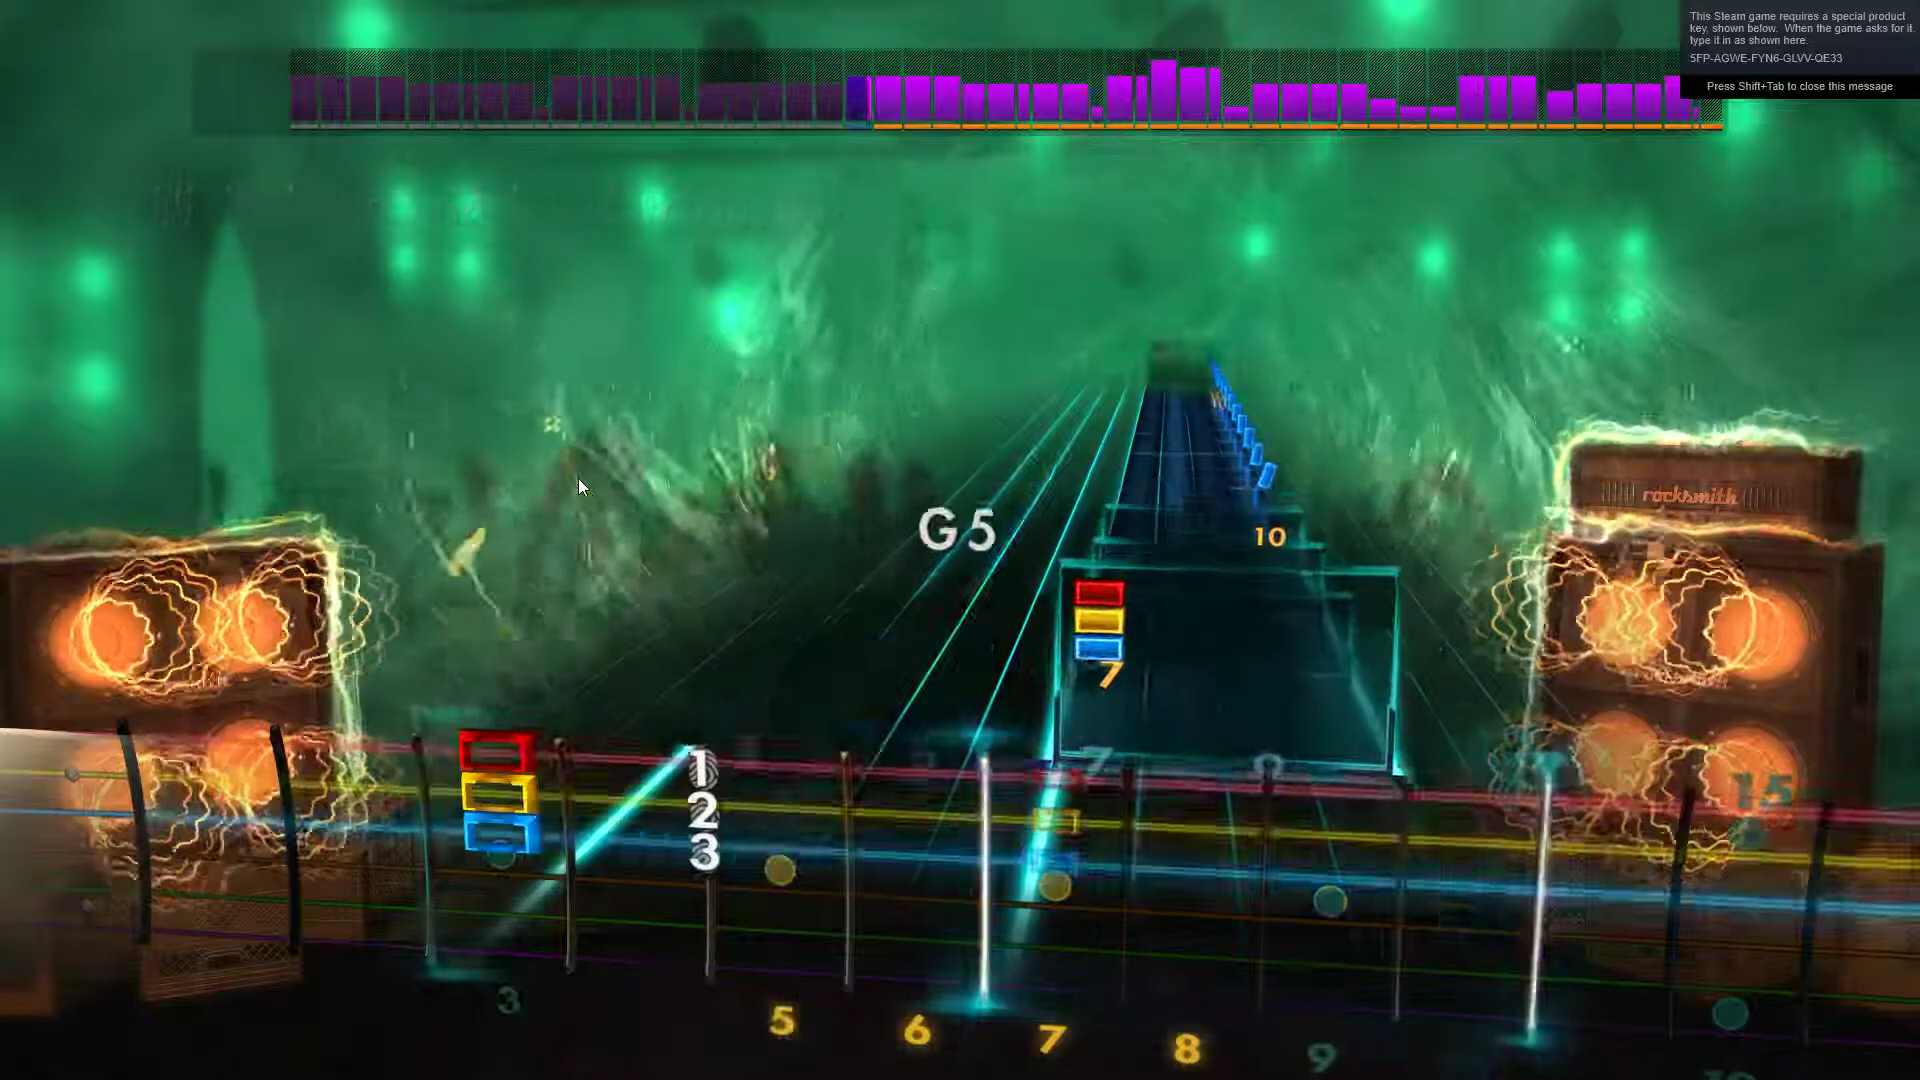 This Steam game requires a special product
key, shown below. When the game asks for it,
type it in as shown here.
5FP-AGWE-FYN6-GLVV-QE33
Press Shift+Tab to close this message
rocksmith
G5
10
7
7
1
2
3
15
3
5
6
7
8
9